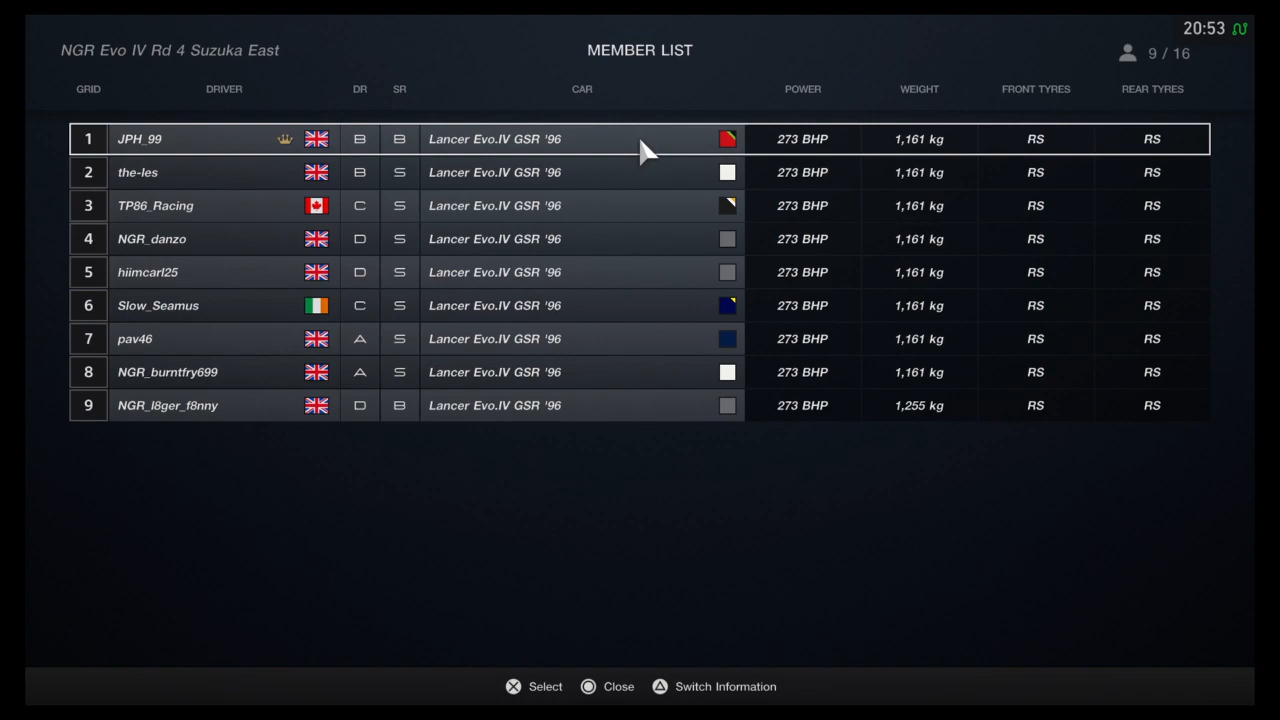 20:53
NGR Evo IV Rd 4 Suzuka East MEMBER LIST 9 / 16
GRID DRIVER DR SR CAR POWER WEIGHT FRONT TYRES REAR TYRES
1 JPH_99 B B Lancer Evo.IV GSR '96 273 BHP 1,161 kg RS RS
2 the-les B S Lancer Evo.IV GSR '96 273 BHP 1,161 kg RS RS
3 TP86_Racing C S Lancer Evo.IV GSR '96 273 BHP 1,161 kg RS RS
4 NGR_danzo D S Lancer Evo.IV GSR '96 273 BHP 1,161 kg RS RS
5 hiimcarl25 D S Lancer Evo.IV GSR '96 273 BHP 1,161 kg RS RS
6 Slow_Seamus C S Lancer Evo.IV GSR '96 273 BHP 1,161 kg RS RS
7 pav46 A S Lancer Evo.IV GSR '96 273 BHP 1,161 kg RS RS
8 NGR_burntfry699 A S Lancer Evo.IV GSR '96 273 BHP 1,161 kg RS RS
9 NGR_l8ger_f8nny D B Lancer Evo.IV GSR '96 273 BHP 1,255 kg RS RS
Select Close Switch Information